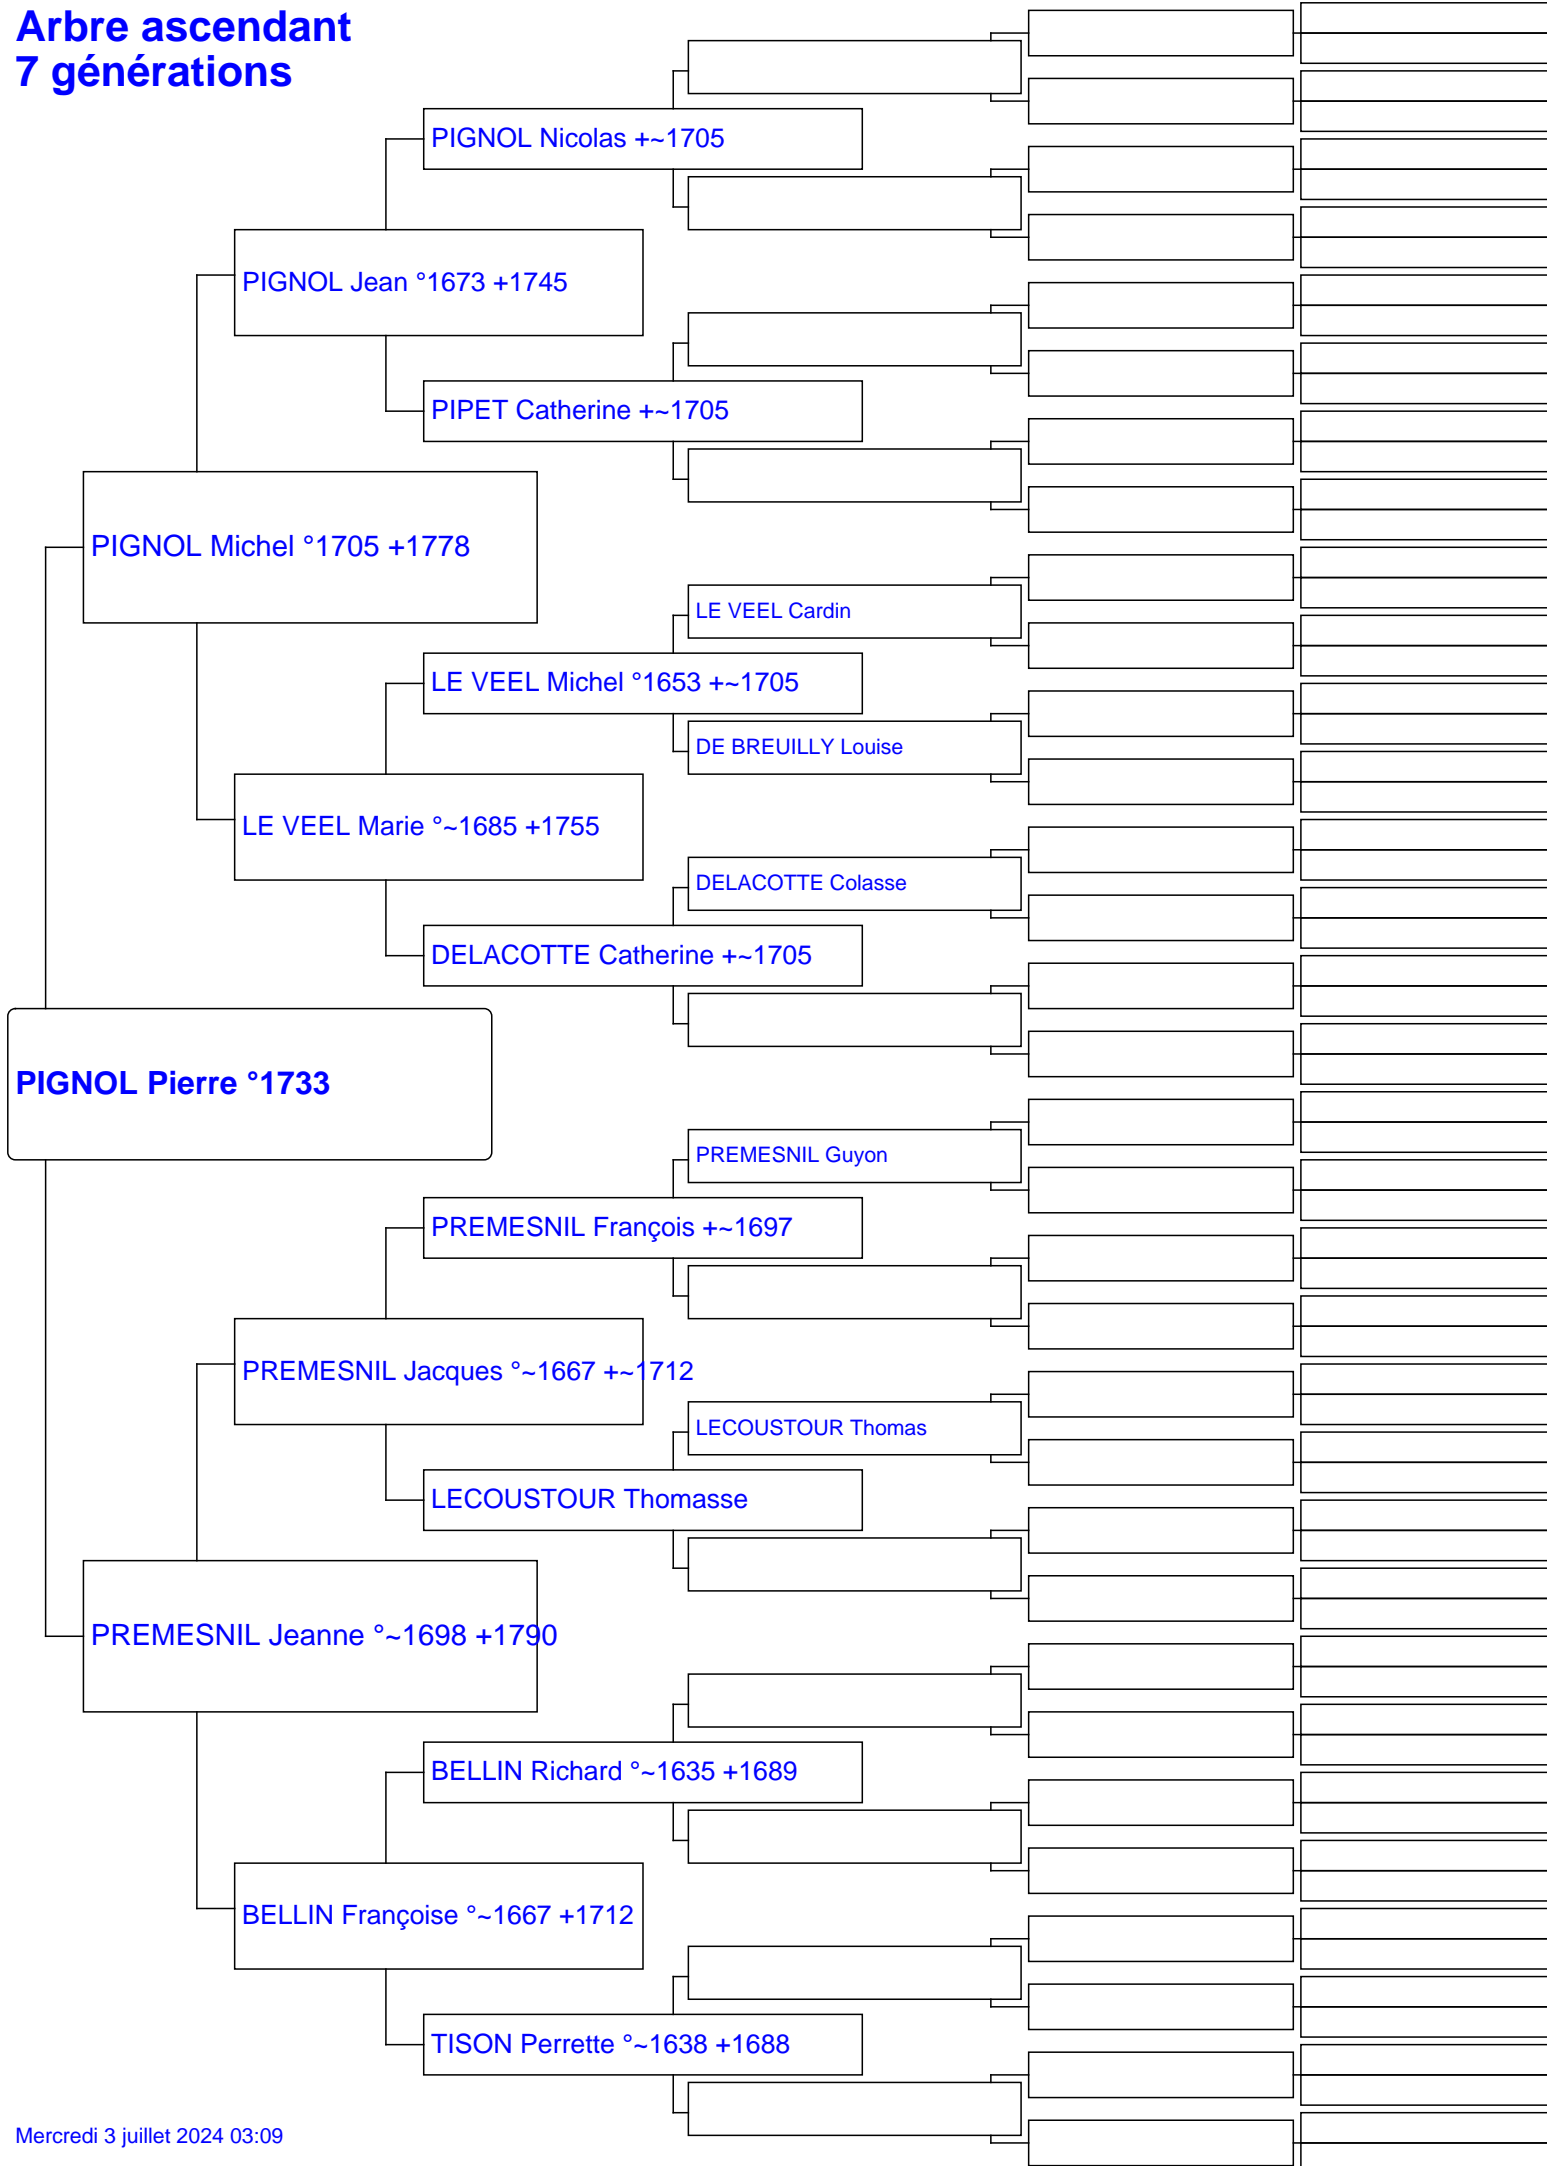 Arbre ascendant
7 générations
PIGNOL Nicolas +~1705
PIGNOL Jean °1673 +1745
PIPET Catherine +~1705
PIGNOL Michel °1705 +1778
LE VEEL Cardin
LE VEEL Michel °1653 +~1705
DE BREUILLY Louise
LE VEEL Marie °~1685 +1755
DELACOTTE Colasse
DELACOTTE Catherine +~1705
PIGNOL Pierre °1733
PREMESNIL Guyon
PREMESNIL François +~1697
PREMESNIL Jacques °~1667 +~1712
LECOUSTOUR Thomas
LECOUSTOUR Thomasse
PREMESNIL Jeanne °~1698 +1790
BELLIN Richard °~1635 +1689
BELLIN Françoise °~1667 +1712
TISON Perrette °~1638 +1688
Mercredi 3 juillet 2024 03:09